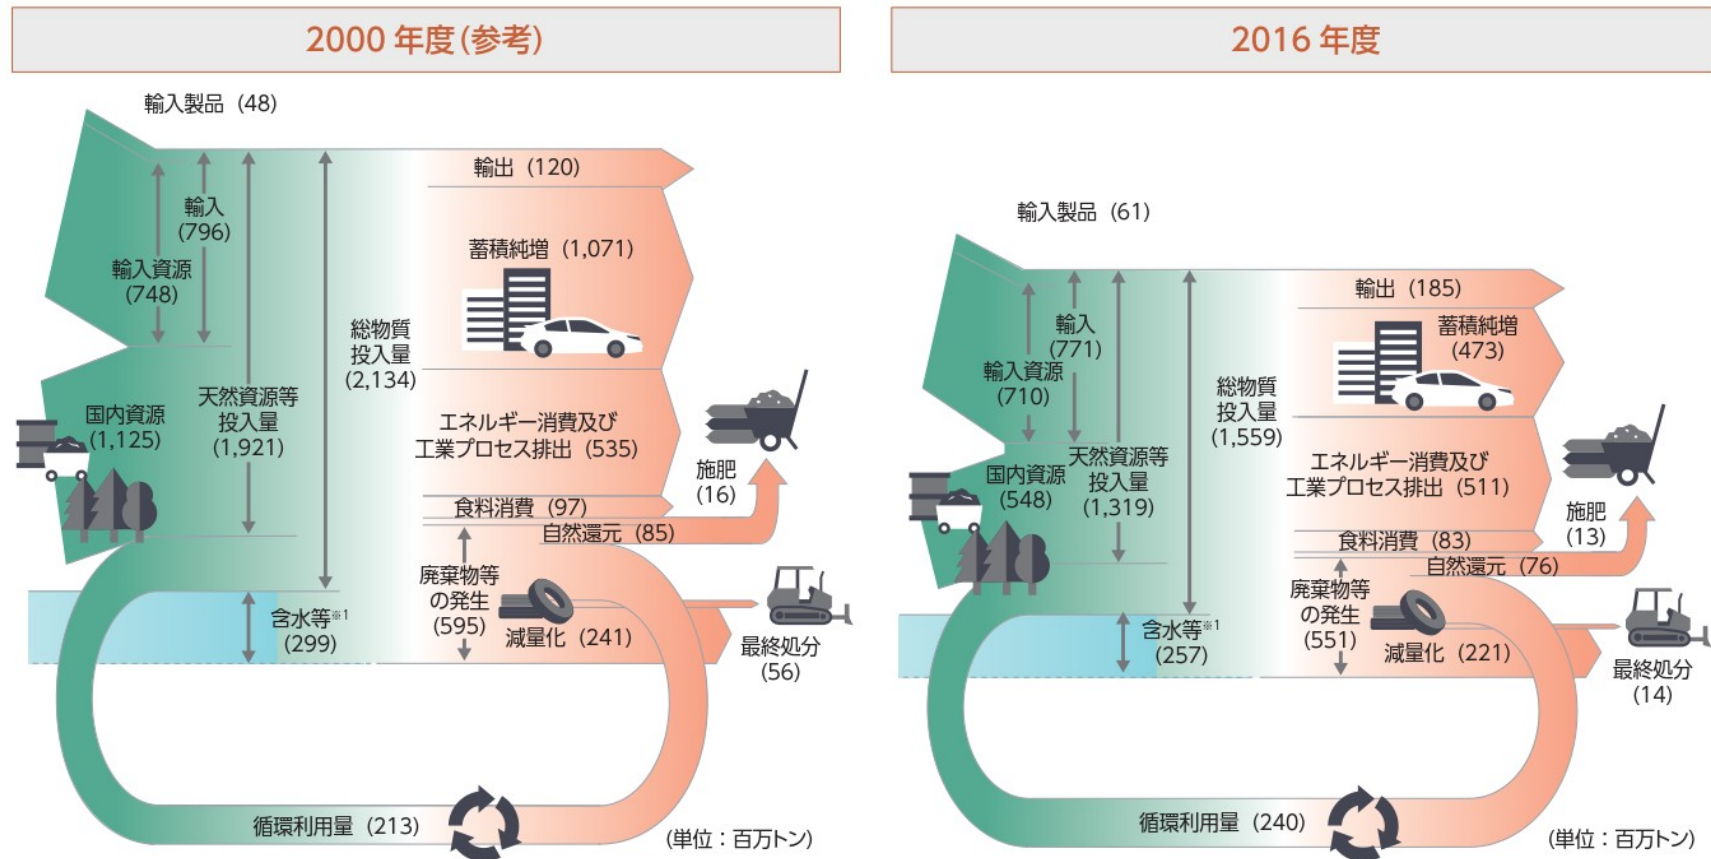 2000 年度(参考)
輸入製品 (48)
輸出 (120)
輸入
(796)
蓄積純増 (1,071)
輸入資源
(748)
総物質
投入量
(2,134)
天然資源等
投入量
(1,921)
国内資源
(1,125)
エネルギー消費及び
工業プロセス排出 (535)
施肥
(16)
食料消費 (97)
自然還元 (85)
廃棄物等
の発生
(595)
含水等※1
(299)
減量化 (241)
最終処分
(56)
循環利用量 (213)
(単位：百万トン)
2016 年度
輸入製品 (61)
輸出 (185)
輸入
(771)
蓄積純増
(473)
輸入資源
(710)
総物質
投入量
(1,559)
天然資源等
投入量
(1,319)
国内資源
(548)
エネルギー消費及び
工業プロセス排出 (511)
施肥
(13)
食料消費 (83)
自然還元 (76)
廃棄物等
の発生
(551)
含水等※1
(257)
減量化 (221)
最終処分
(14)
循環利用量 (240)
(単位：百万トン)